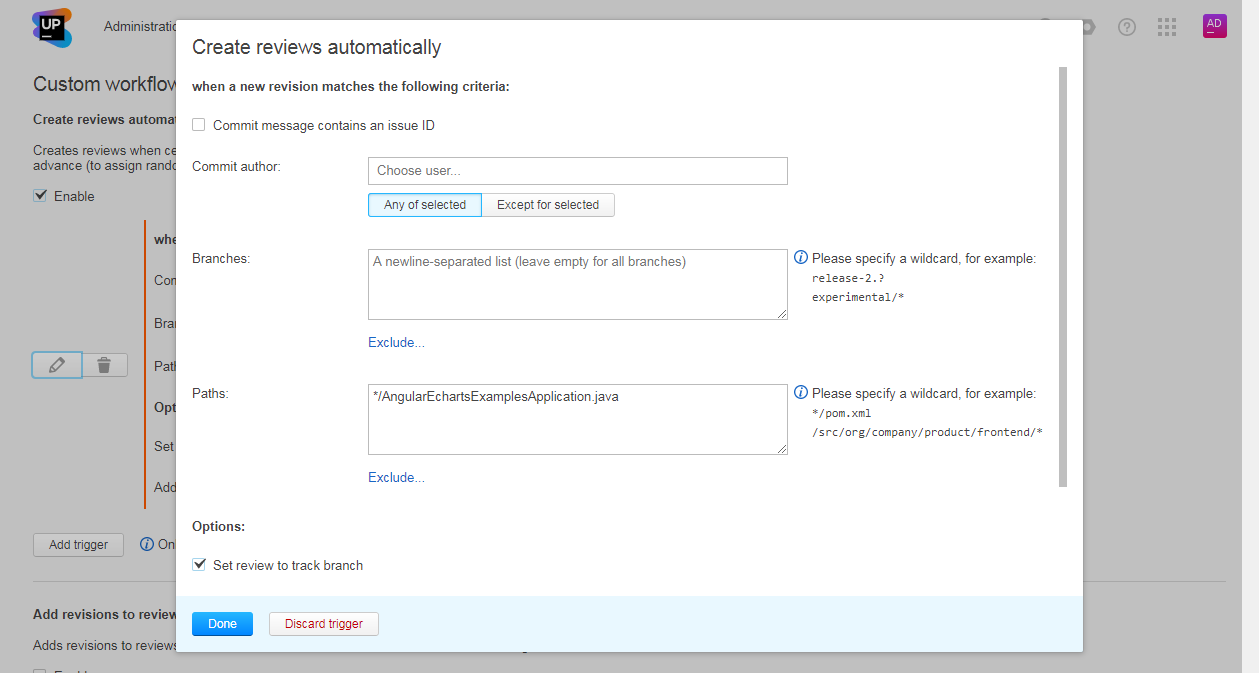 UP
Administratio
AD
Create reviews automatically
Custom workflow
when a new revision matches the following criteria:
Create reviews automat
Commit message contains an issue ID
Creates reviews when ce
advance (to assign rando
Commit author:
Choose user...
Enable
Any of selected
Except for selected
whe
Branches:
A newline-separated list (leave empty for all branches)
Please specify a wildcard, for example:
release-2.?
experimental/*
Com
Bran
Exclude...
Path
Paths:
*/AngularEchartsExamplesApplication.java
Please specify a wildcard, for example:
*/pom.xml
/src/org/company/product/frontend/*
Opt
Set
Exclude...
Add
Options:
Add trigger
On
Set review to track branch
Add revisions to review
Done
Discard trigger
Adds revisions to reviews